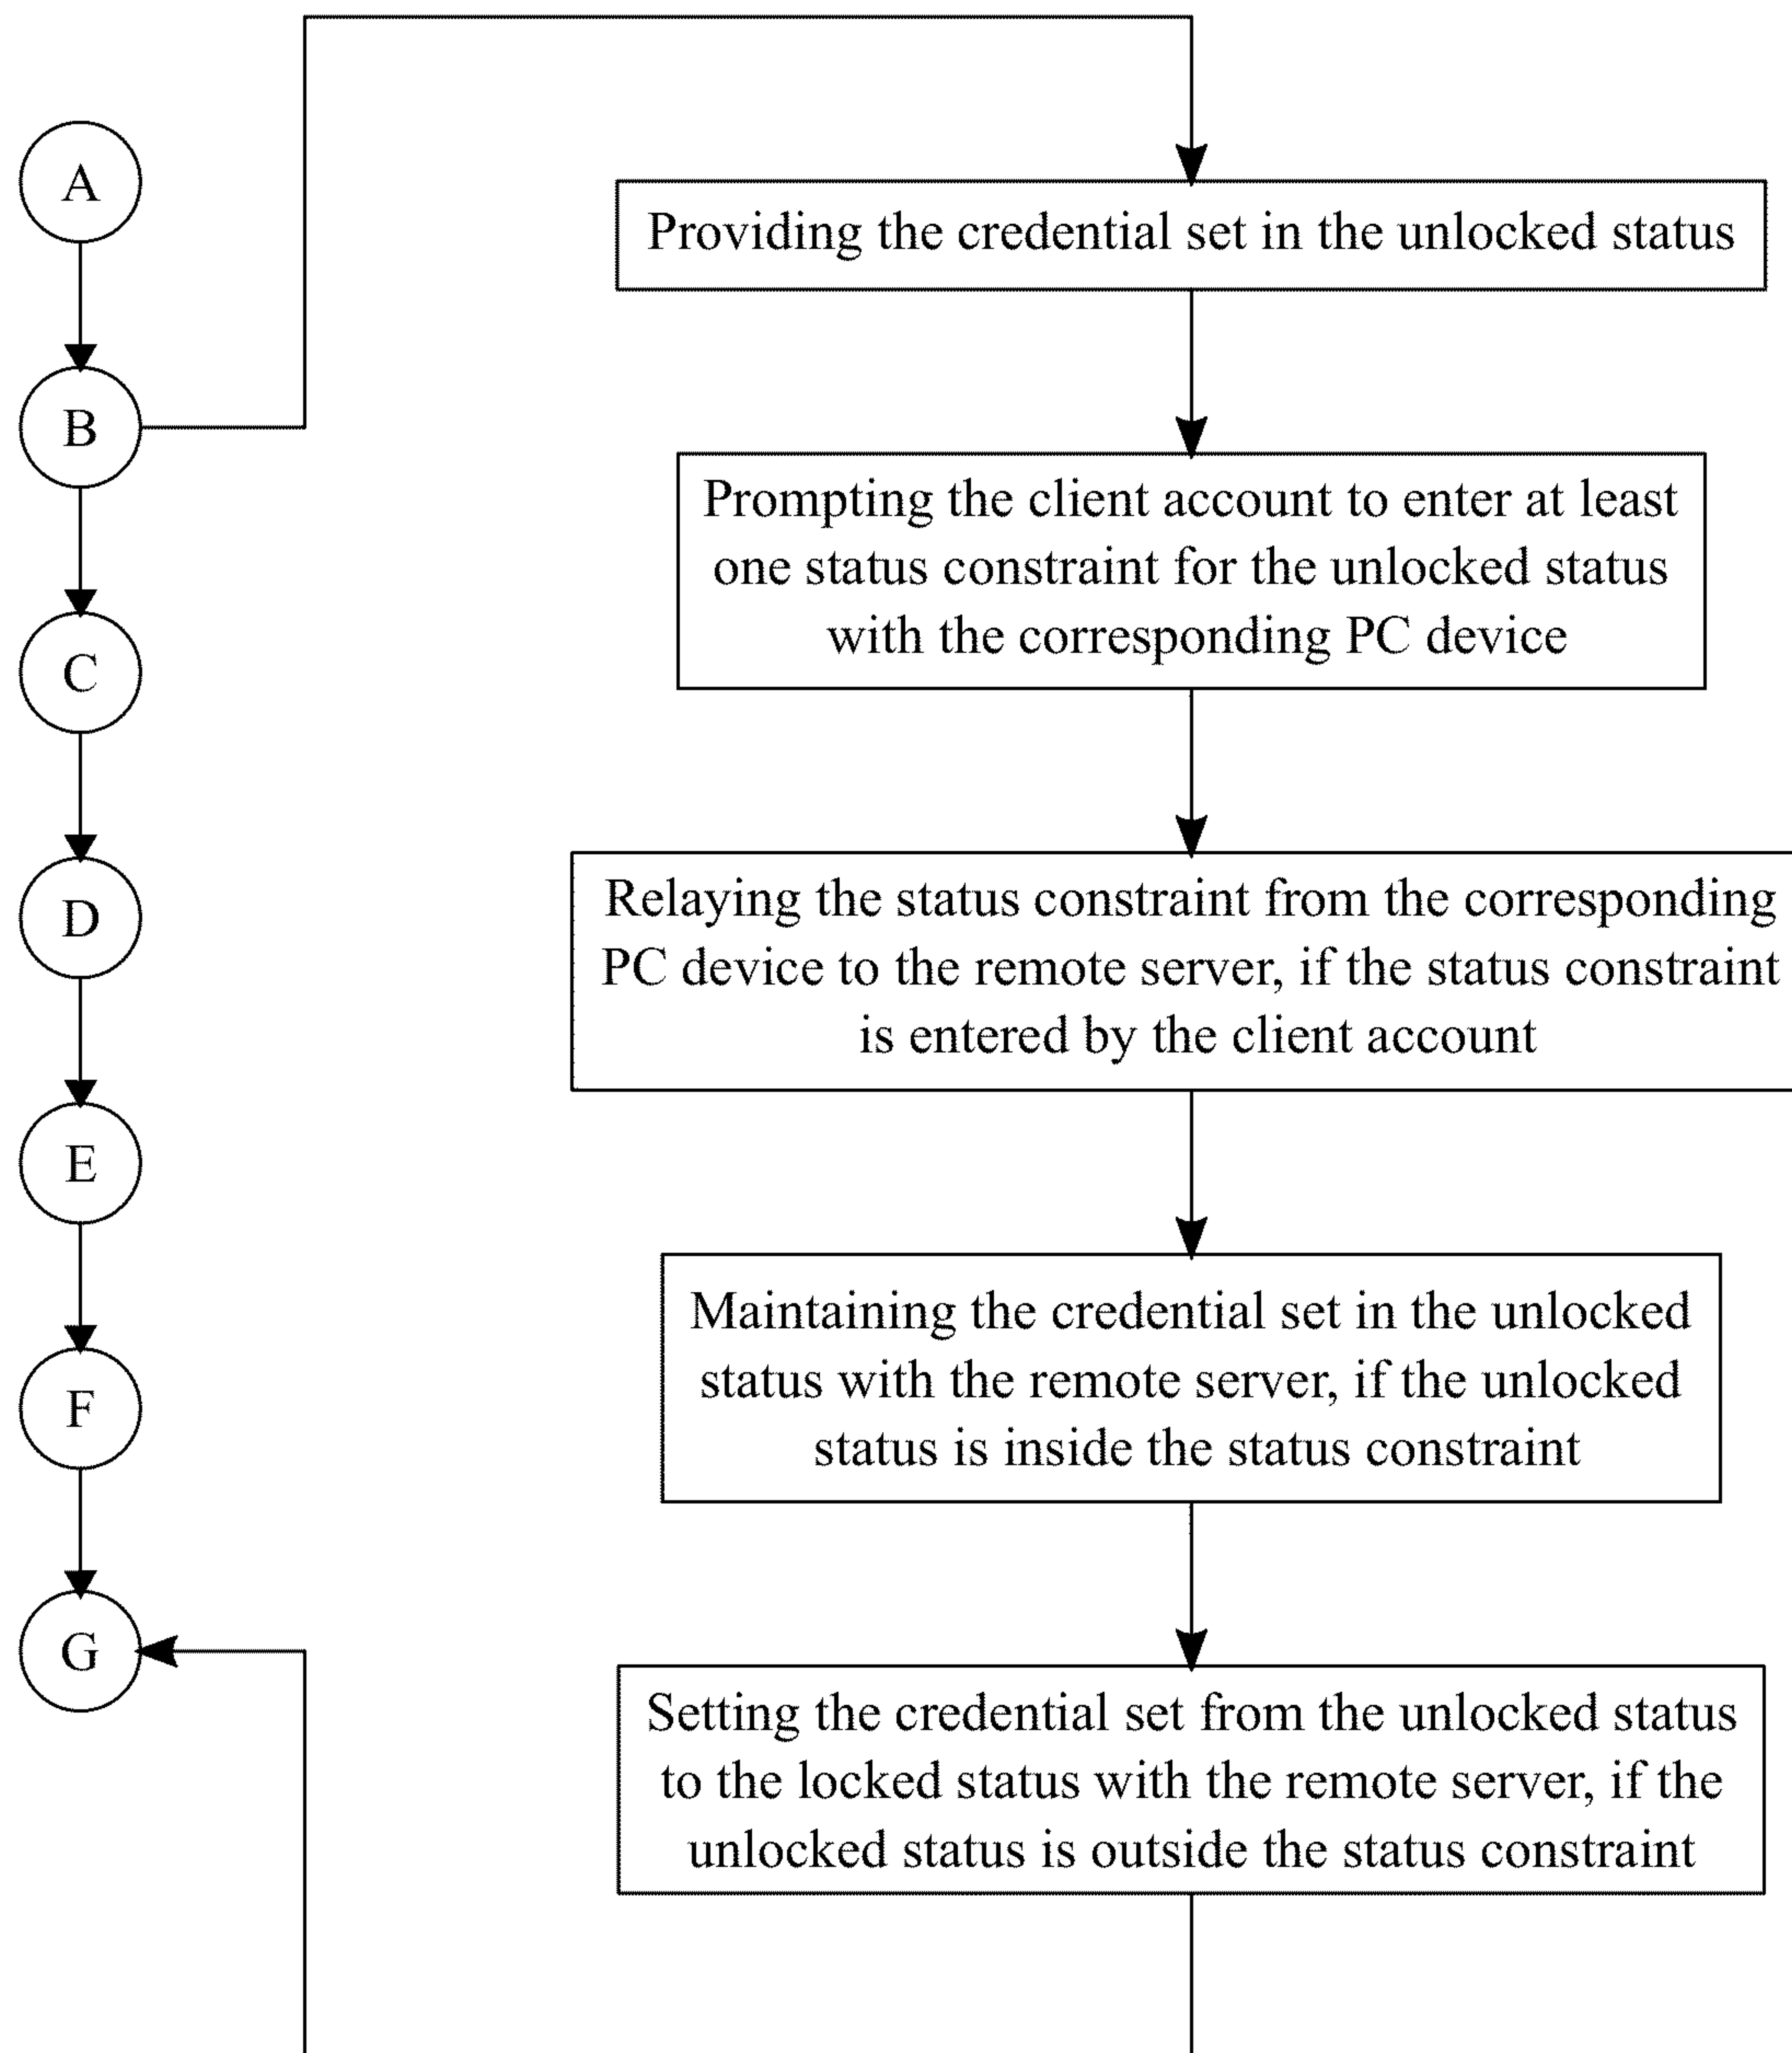 A
B
C
D
E
F
G
Providing the credential set in the unlocked status
Prompting the client account to enter at least
one status constraint for the unlocked status
with the corresponding PC device
Relaying the status constraint from the corresponding
PC device to the remote server, if the status constraint
is entered by the client account
Maintaining the credential set in the unlocked
status with the remote server, if the unlocked
status is inside the status constraint
Setting the credential set from the unlocked status
to the locked status with the remote server, if the
unlocked status is outside the status constraint